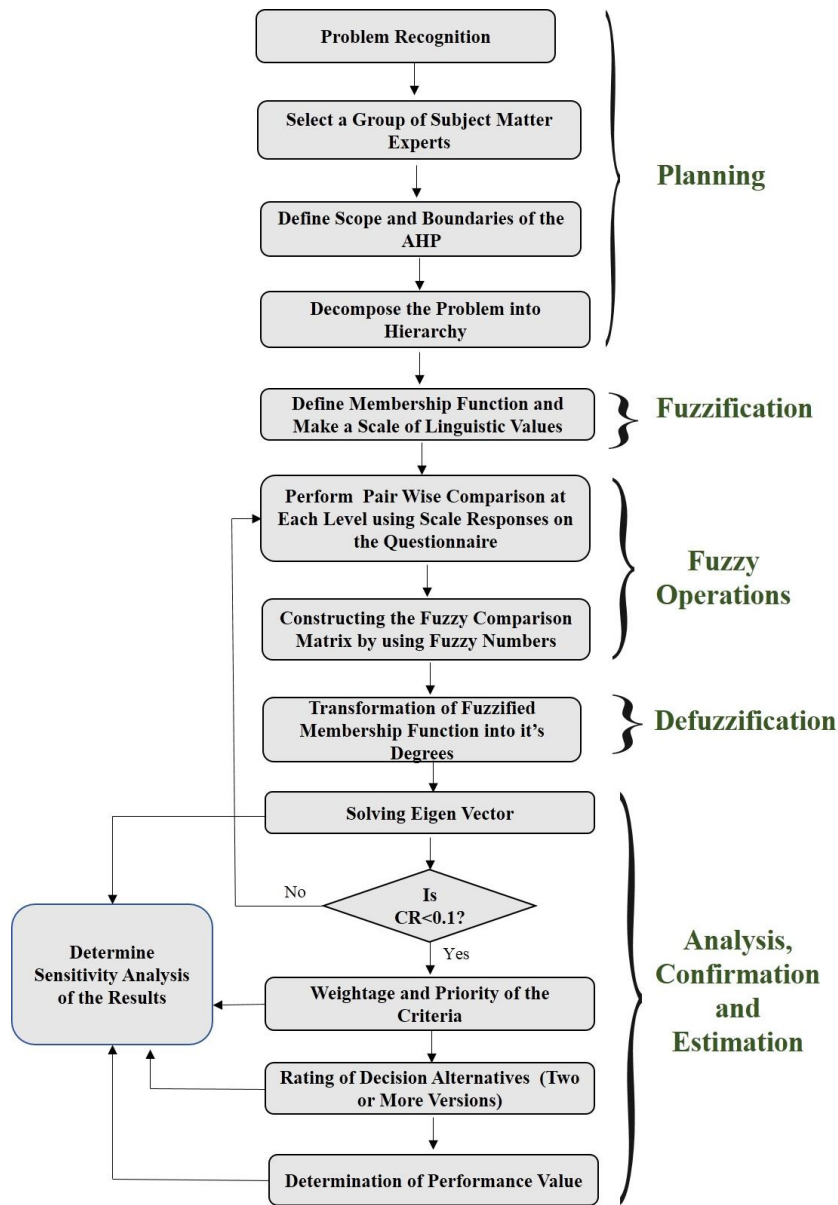 Problem Recognition
Select a Group of Subject Matter
Experts
Planning
Define Scope and Boundaries of the
AHP
Decompose the Problem into
Hierarchy
Define Membership Function and
Make a Scale of Linguistic Values
Fuzzification
Perform Pair Wise Comparison at
Each Level using Scale Responses on
the Questionnaire
Fuzzy
Operations
Constructing the Fuzzy Comparison
Matrix by using Fuzzy Numbers
Transformation of Fuzzified
Membership Function into it's
Degrees
Defuzzification
Solving Eigen Vector
No
Is
CR<0.1?
Yes
Determine
Sensitivity Analysis
of the Results
Analysis,
Confirmation
and
Estimation
Weightage and Priority of the
Criteria
Rating of Decision Alternatives (Two
or More Versions)
Determination of Performance Value